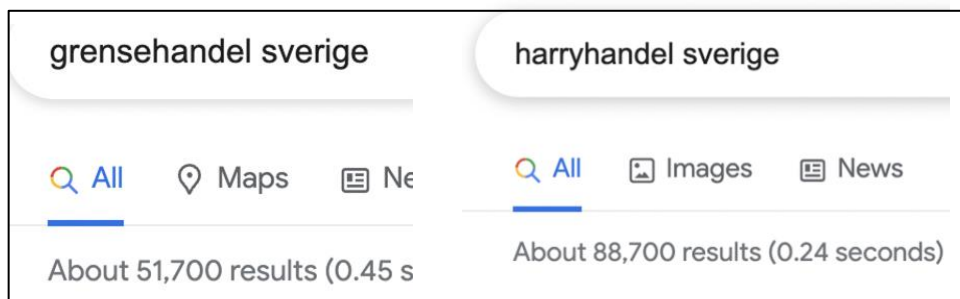 grensehandel sverige
All Maps Ne
About 51,700 results (0.45 s
harryhandel sverige
All Images News
About 88,700 results (0.24 seconds)